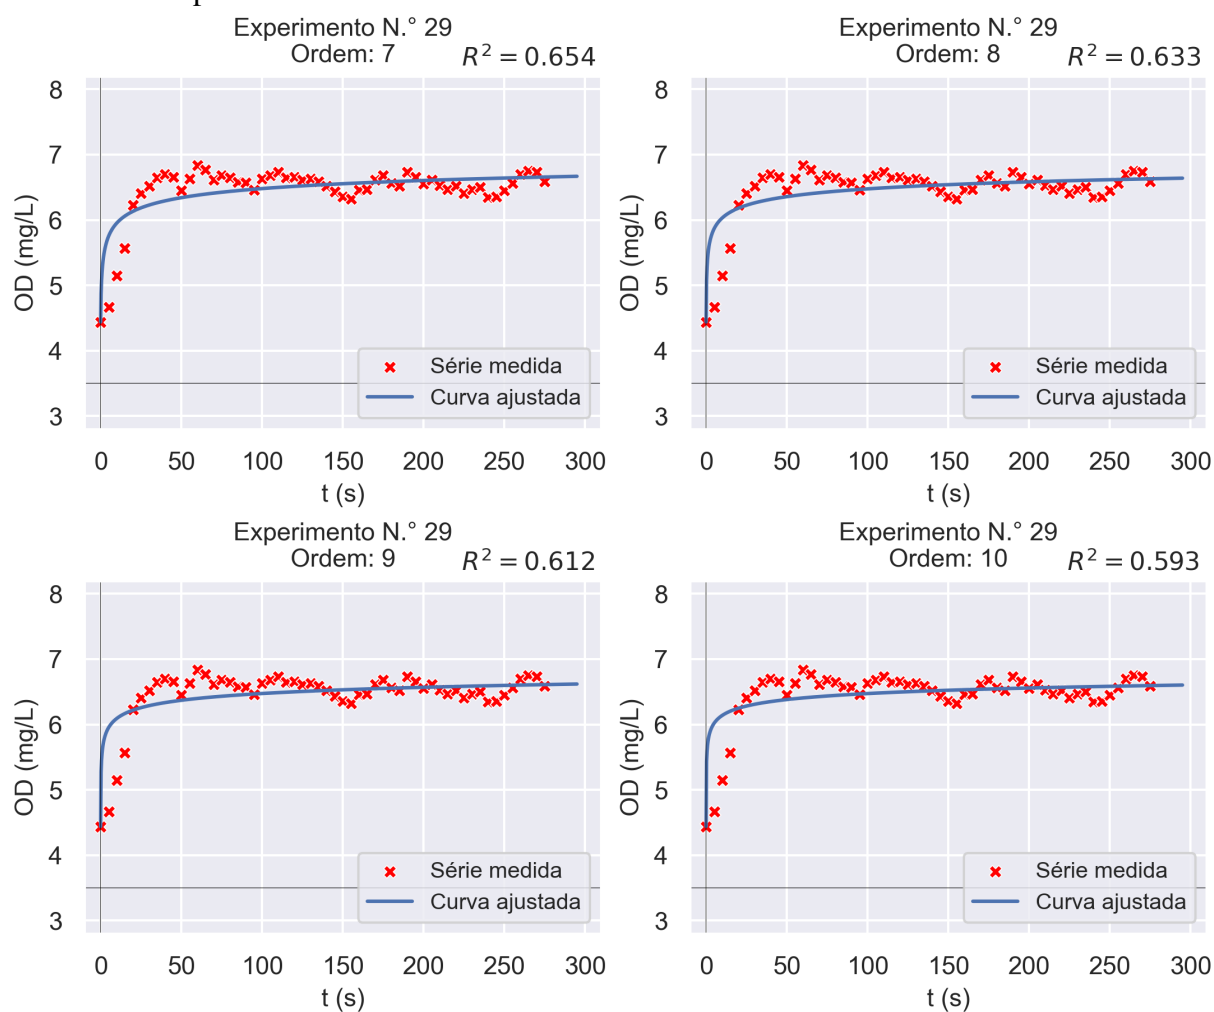 Experimento N.° 29
Ordem: 7
R² = 0.654
8
7
6
5
4
3
OD (mg/L)
Série medida
Curva ajustada
0 50 100 150 200 250 300
t (s)
Experimento N.° 29
Ordem: 8
R² = 0.633
8
7
6
5
4
3
OD (mg/L)
Série medida
Curva ajustada
0 50 100 150 200 250 300
t (s)
Experimento N.° 29
Ordem: 9
R² = 0.612
8
7
6
5
4
3
OD (mg/L)
Série medida
Curva ajustada
0 50 100 150 200 250 300
t (s)
Experimento N.° 29
Ordem: 10
R² = 0.593
8
7
6
5
4
3
OD (mg/L)
Série medida
Curva ajustada
0 50 100 150 200 250 300
t (s)